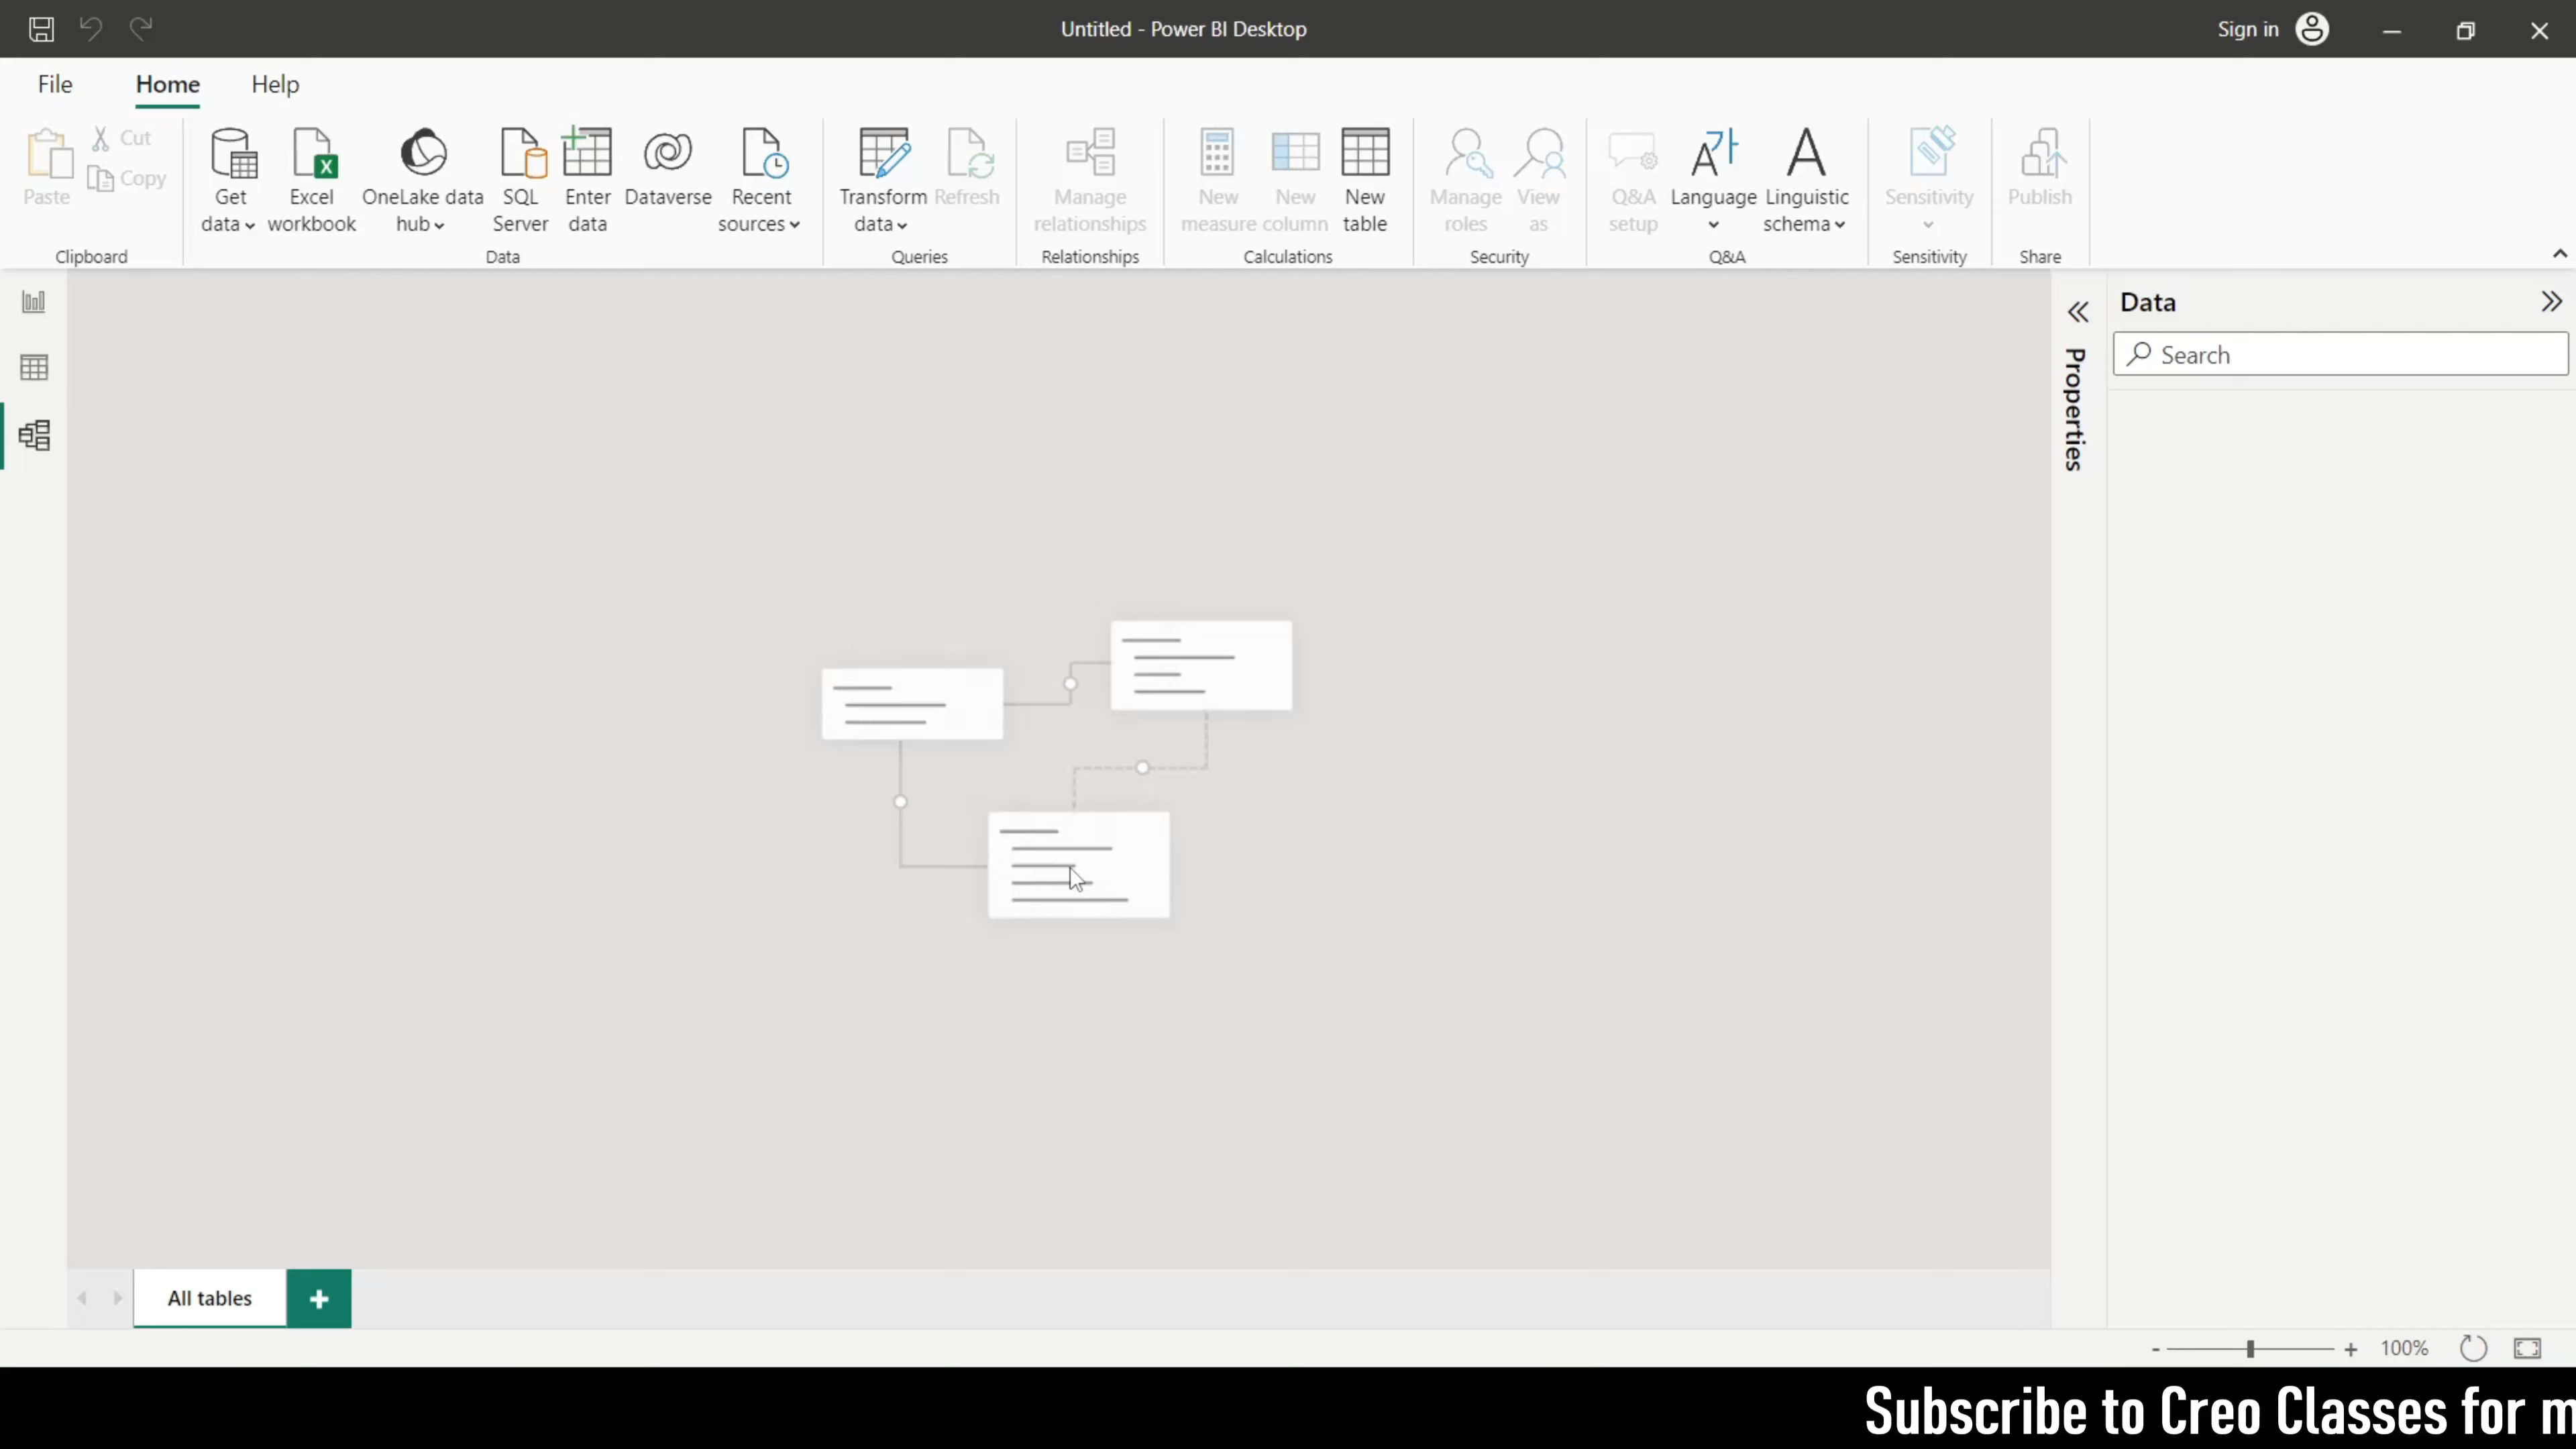 Untitled - Power BI Desktop
Sign in
File
Home
Help
Paste
Cut
Copy
Clipboard
Get data
Excel workbook
OneLake data hub
SQL Server
Enter data
Dataverse
Recent sources
Data
Transform data
Refresh
Queries
Manage relationships
Relationships
New measure
New column
New table
Calculations
Manage roles
View as
Security
Q&A setup
Language
Linguistic schema
Q&A
Sensitivity
Sensitivity
Publish
Share
Properties
Data
Search
All tables
100%
Subscribe to Creo Classes for m